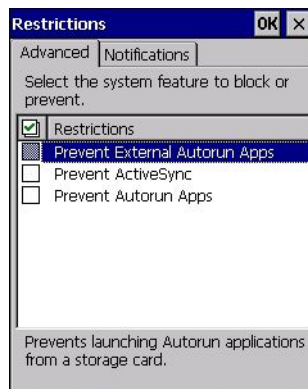 Restrictions OK ×
Advanced Notifications
Select the system feature to block or
prevent.
Restrictions
Prevent External Autorun Apps
Prevent ActiveSync
Prevent Autorun Apps
Prevents launching Autorun applications
from a storage card.